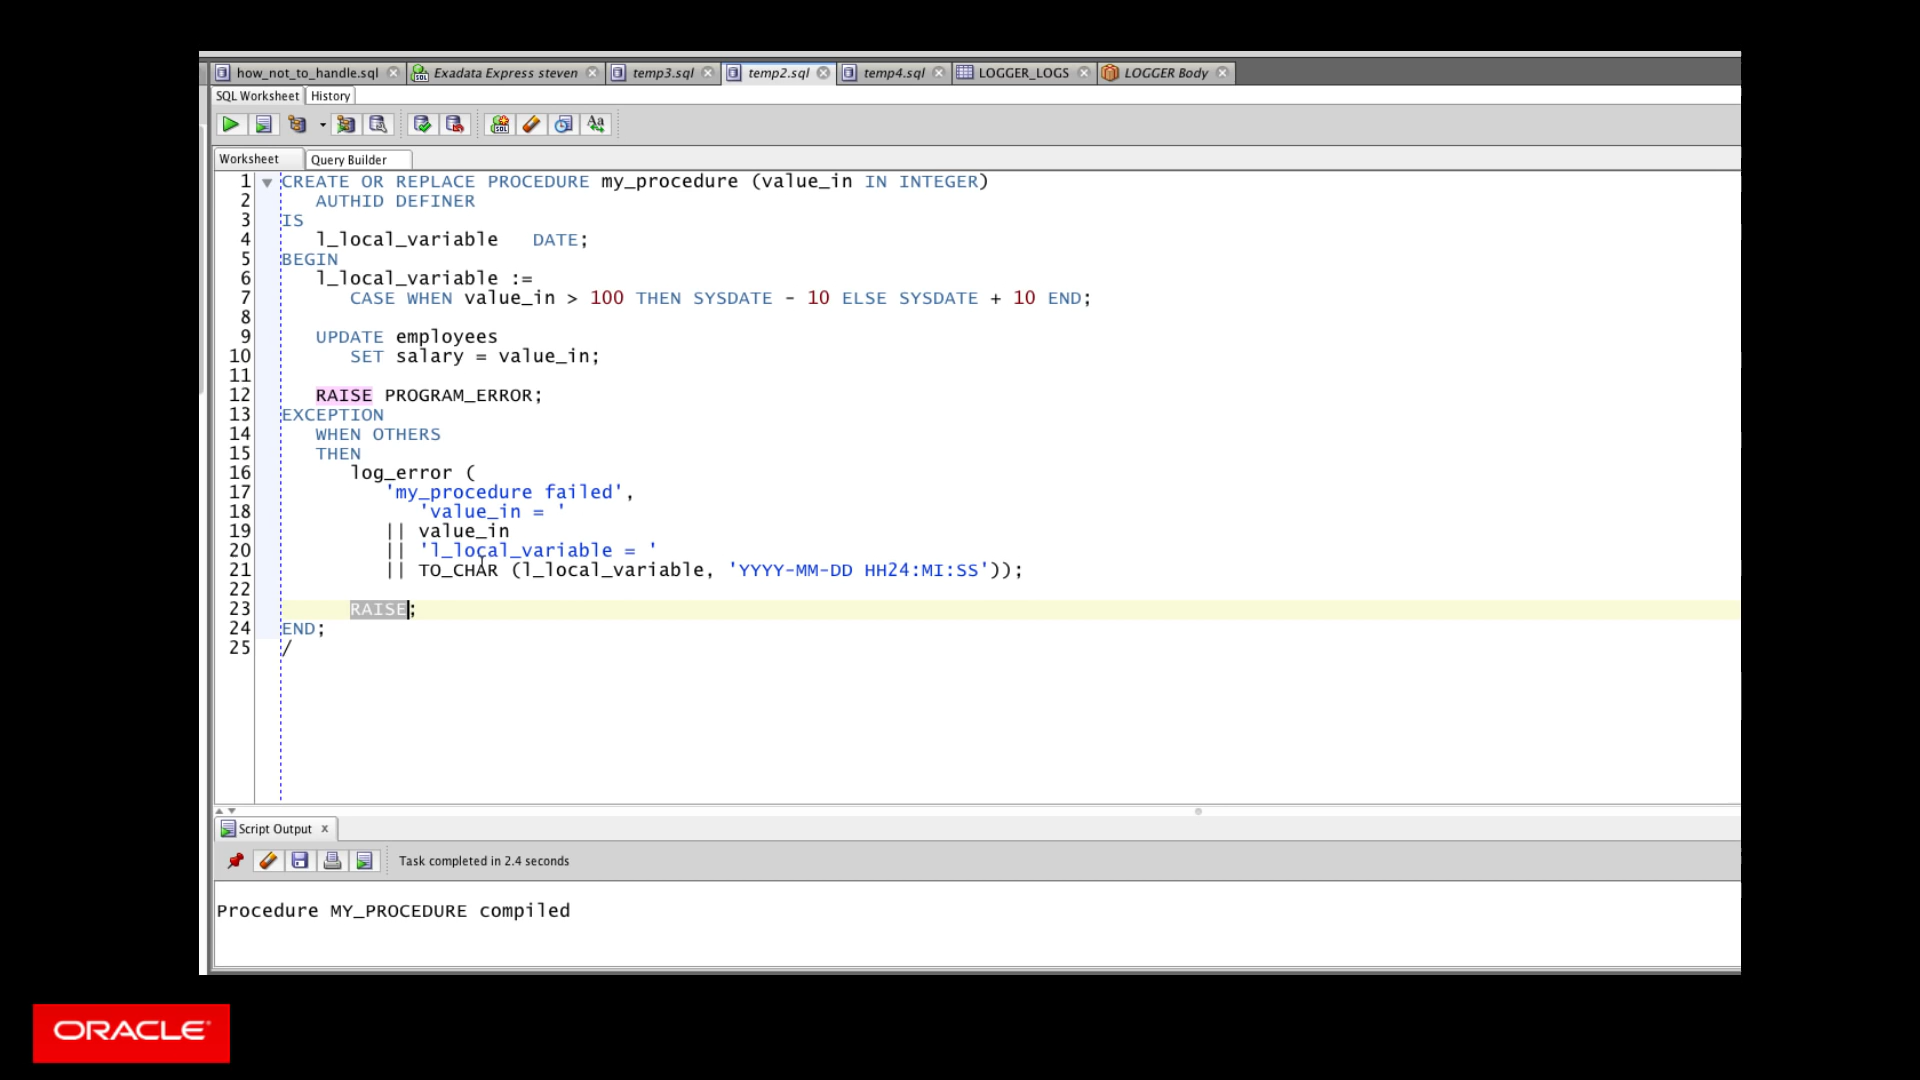 how_not_to_handle.sql Exadata Express steven temp3.sql temp2.sql temp4.sql LOGGER_LOGS LOGGER Body
SQL Worksheet History
Worksheet Query Builder
1 CREATE OR REPLACE PROCEDURE my_procedure (value_in IN INTEGER)
2 AUTHID DEFINER
3 IS
4 l_local_variable DATE;
5 BEGIN
6 l_local_variable :=
7 CASE WHEN value_in > 100 THEN SYSDATE - 10 ELSE SYSDATE + 10 END;
8
9 UPDATE employees
10 SET salary = value_in;
11
12 RAISE PROGRAM_ERROR;
13 EXCEPTION
14 WHEN OTHERS
15 THEN
16 log_error (
17 'my_procedure failed',
18 'value_in = '
19 || value_in
20 || 'l_local_variable = '
21 || TO_CHAR (l_local_variable, 'YYYY-MM-DD HH24:MI:SS'));
22
23 RAISE;
24 END;
25 /
Script Output x
Task completed in 2.4 seconds
Procedure MY_PROCEDURE compiled
ORACLE